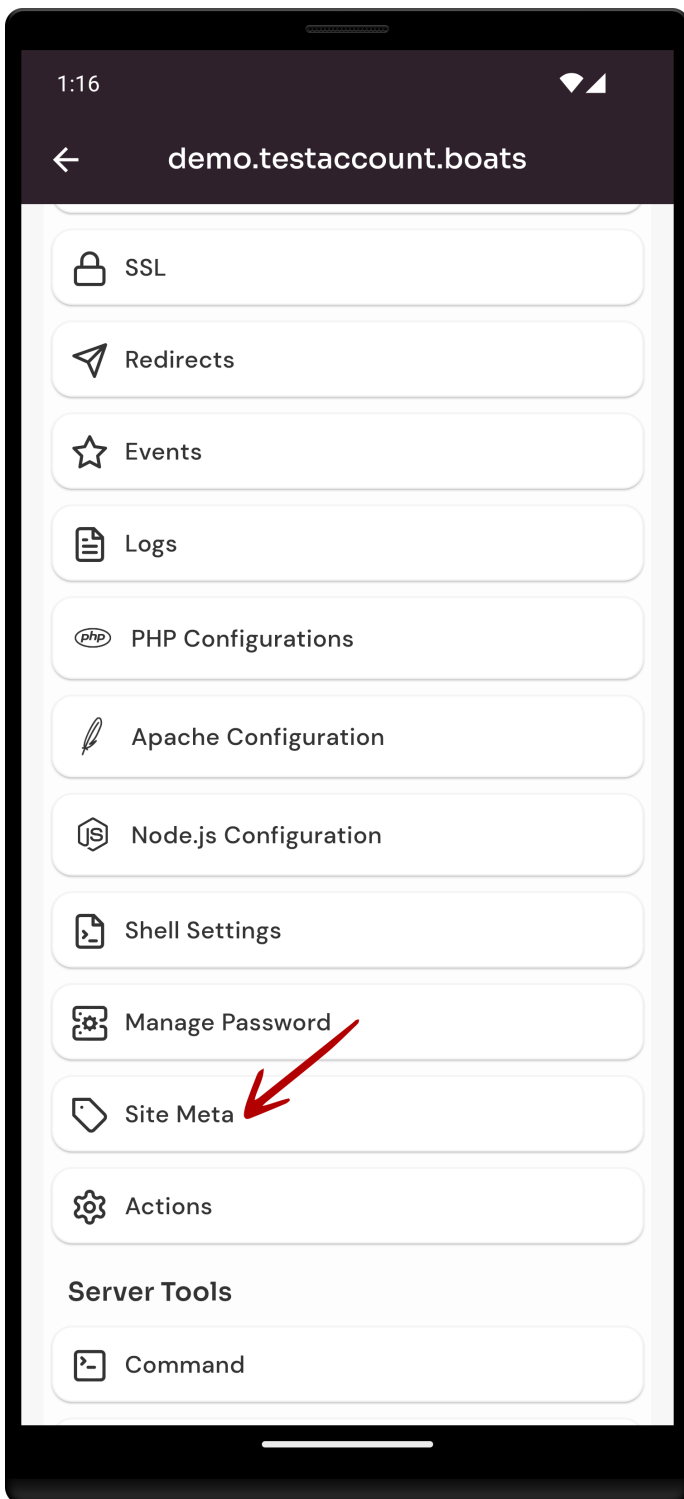 1:16
demo.testaccount.boats
SSL
Redirects
Events
Logs
php PHP Configurations
Apache Configuration
JS Node.js Configuration
Shell Settings
Manage Password
Site Meta
Actions
Server Tools
Command